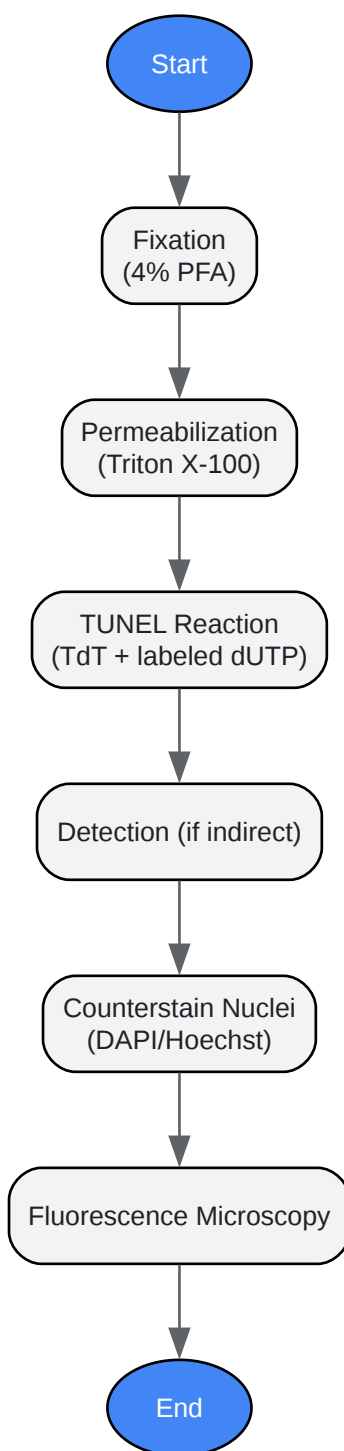 Start
Fixation
(4% PFA)
Permeabilization
(Triton X-100)
TUNEL Reaction
(TdT + labeled dUTP)
Detection (if indirect)
Counterstain Nuclei
(DAPI/Hoechst)
Fluorescence Microscopy
End